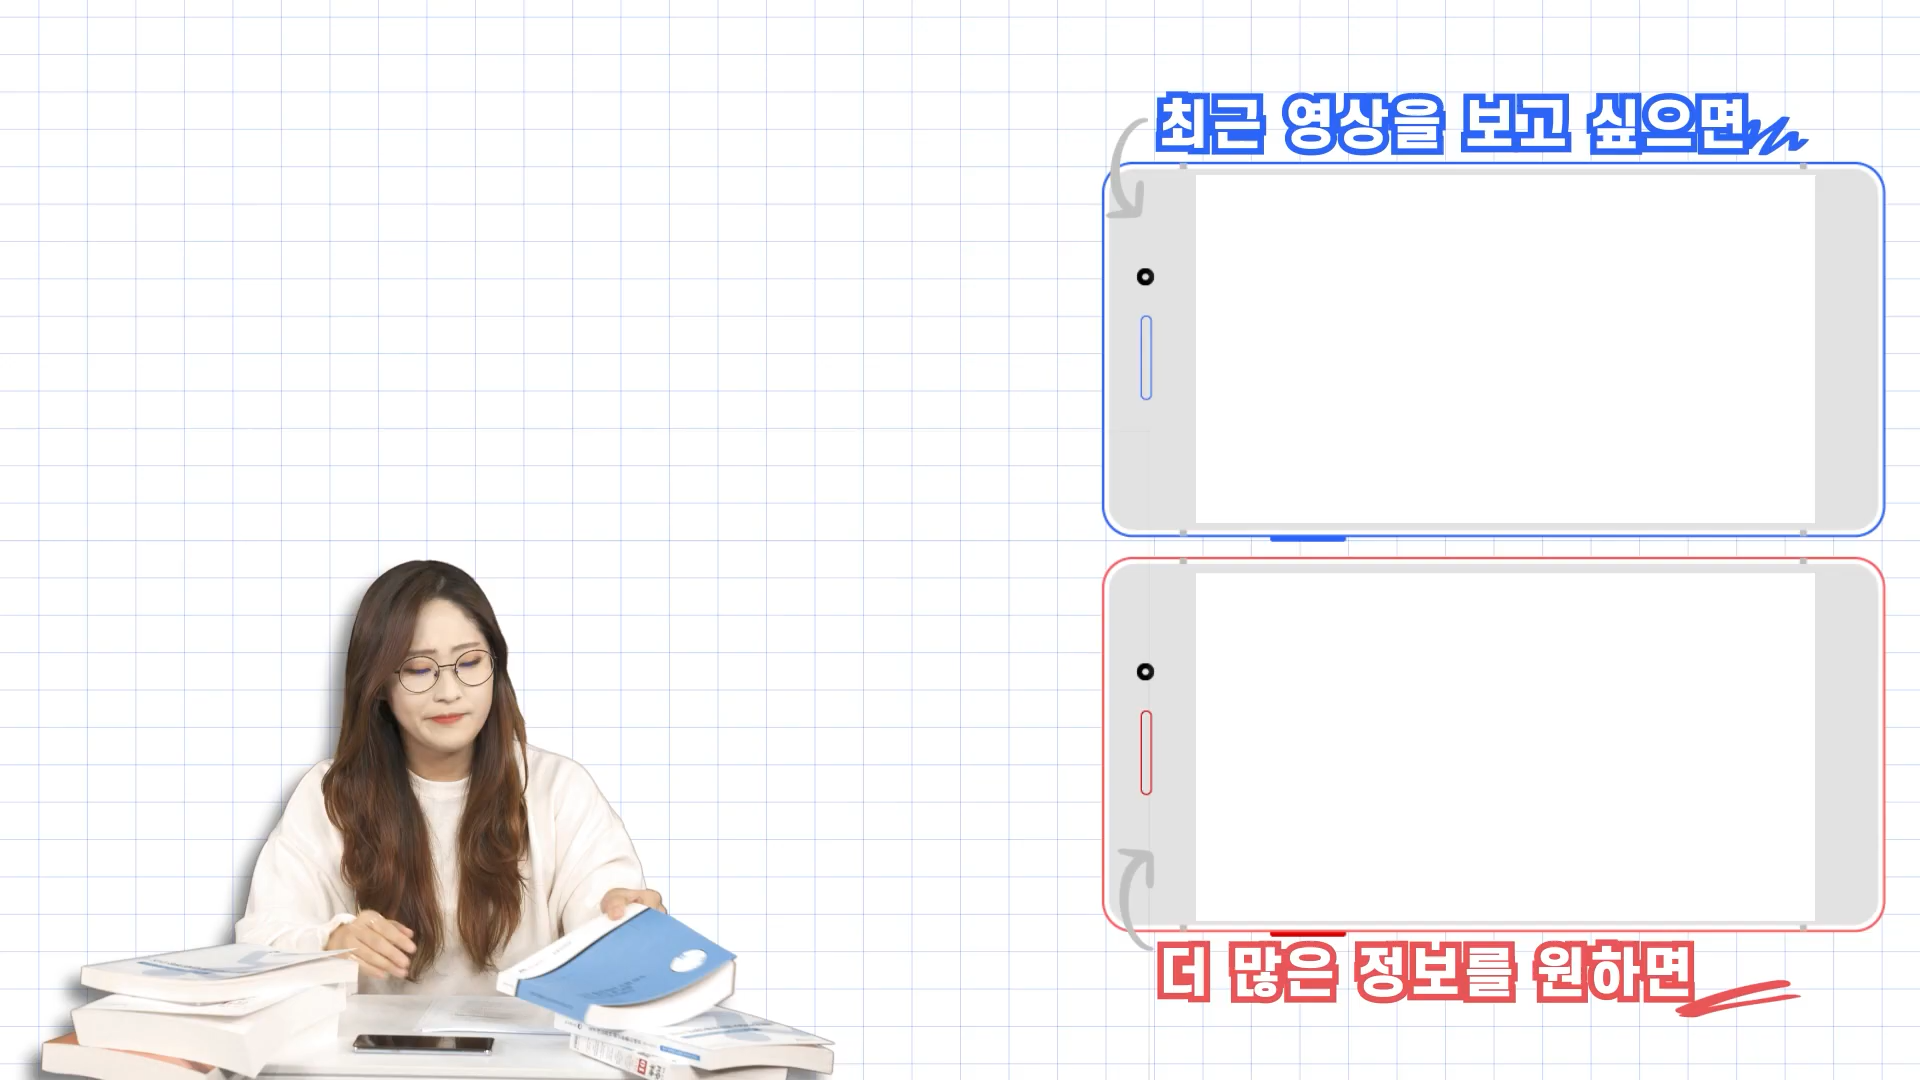 최근 영상을 보고 싶으면
더 많은 정보를 원하면